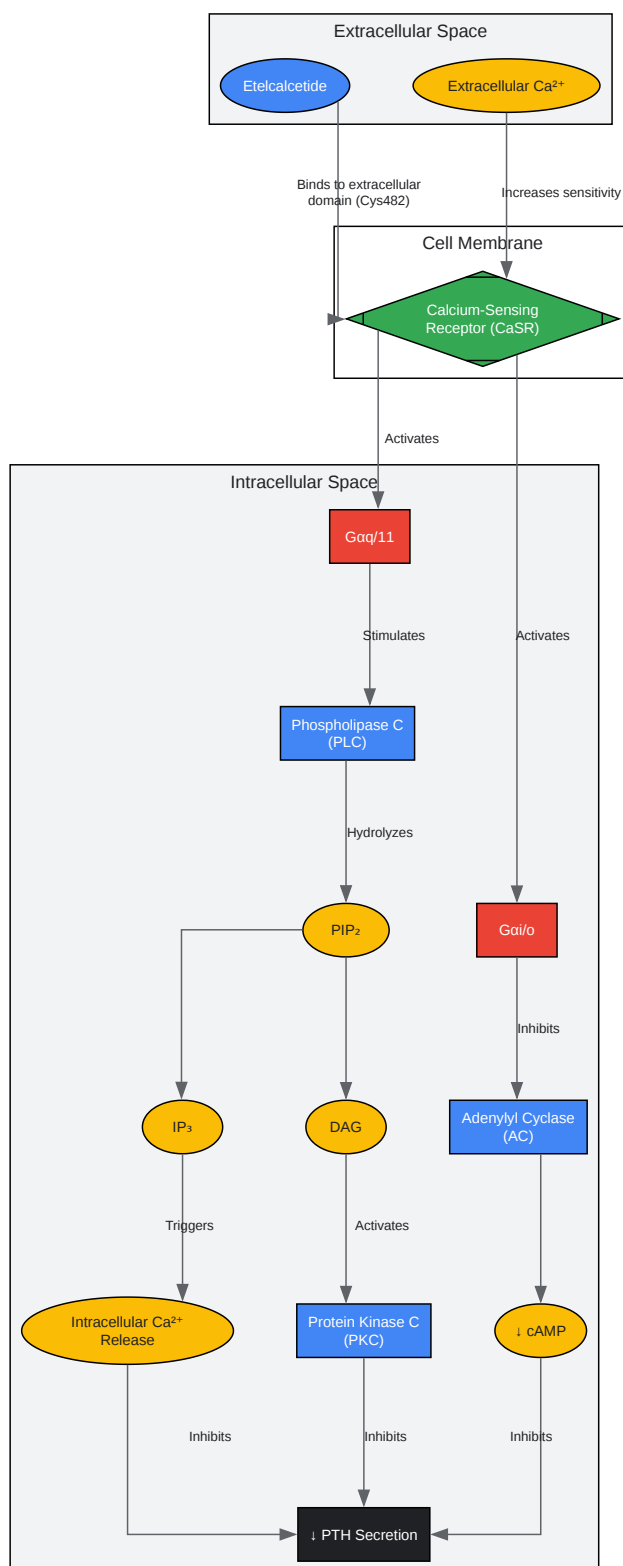 Extracellular Space
Etelcalcetide
Extracellular Ca²⁺
Binds to extracellular
domain (Cys482)
Increases sensitivity
Cell Membrane
Calcium-Sensing
Receptor (CaSR)
Activates
Intracellular Space
Gαq/11
Stimulates
Activates
Phospholipase C
(PLC)
Hydrolyzes
PIP₂
Gαi/o
Inhibits
IP₃
DAG
Adenylyl Cyclase
(AC)
Triggers
Activates
Intracellular Ca²⁺
Release
Protein Kinase C
(PKC)
↓ cAMP
Inhibits
Inhibits
Inhibits
↓ PTH Secretion